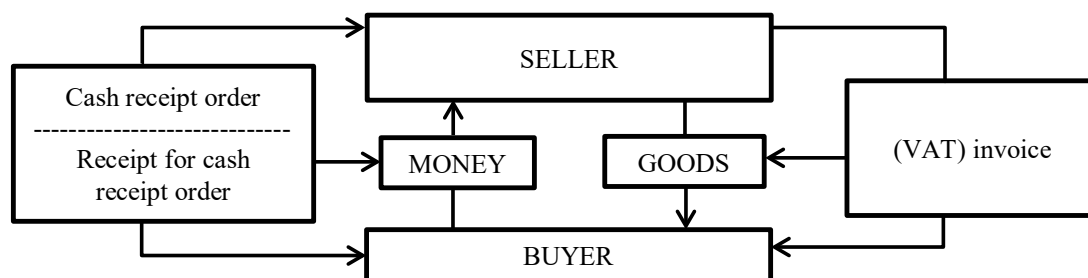 SELLER
Cash receipt order
Receipt for cash
receipt order
MONEY
GOODS
(VAT) invoice
BUYER